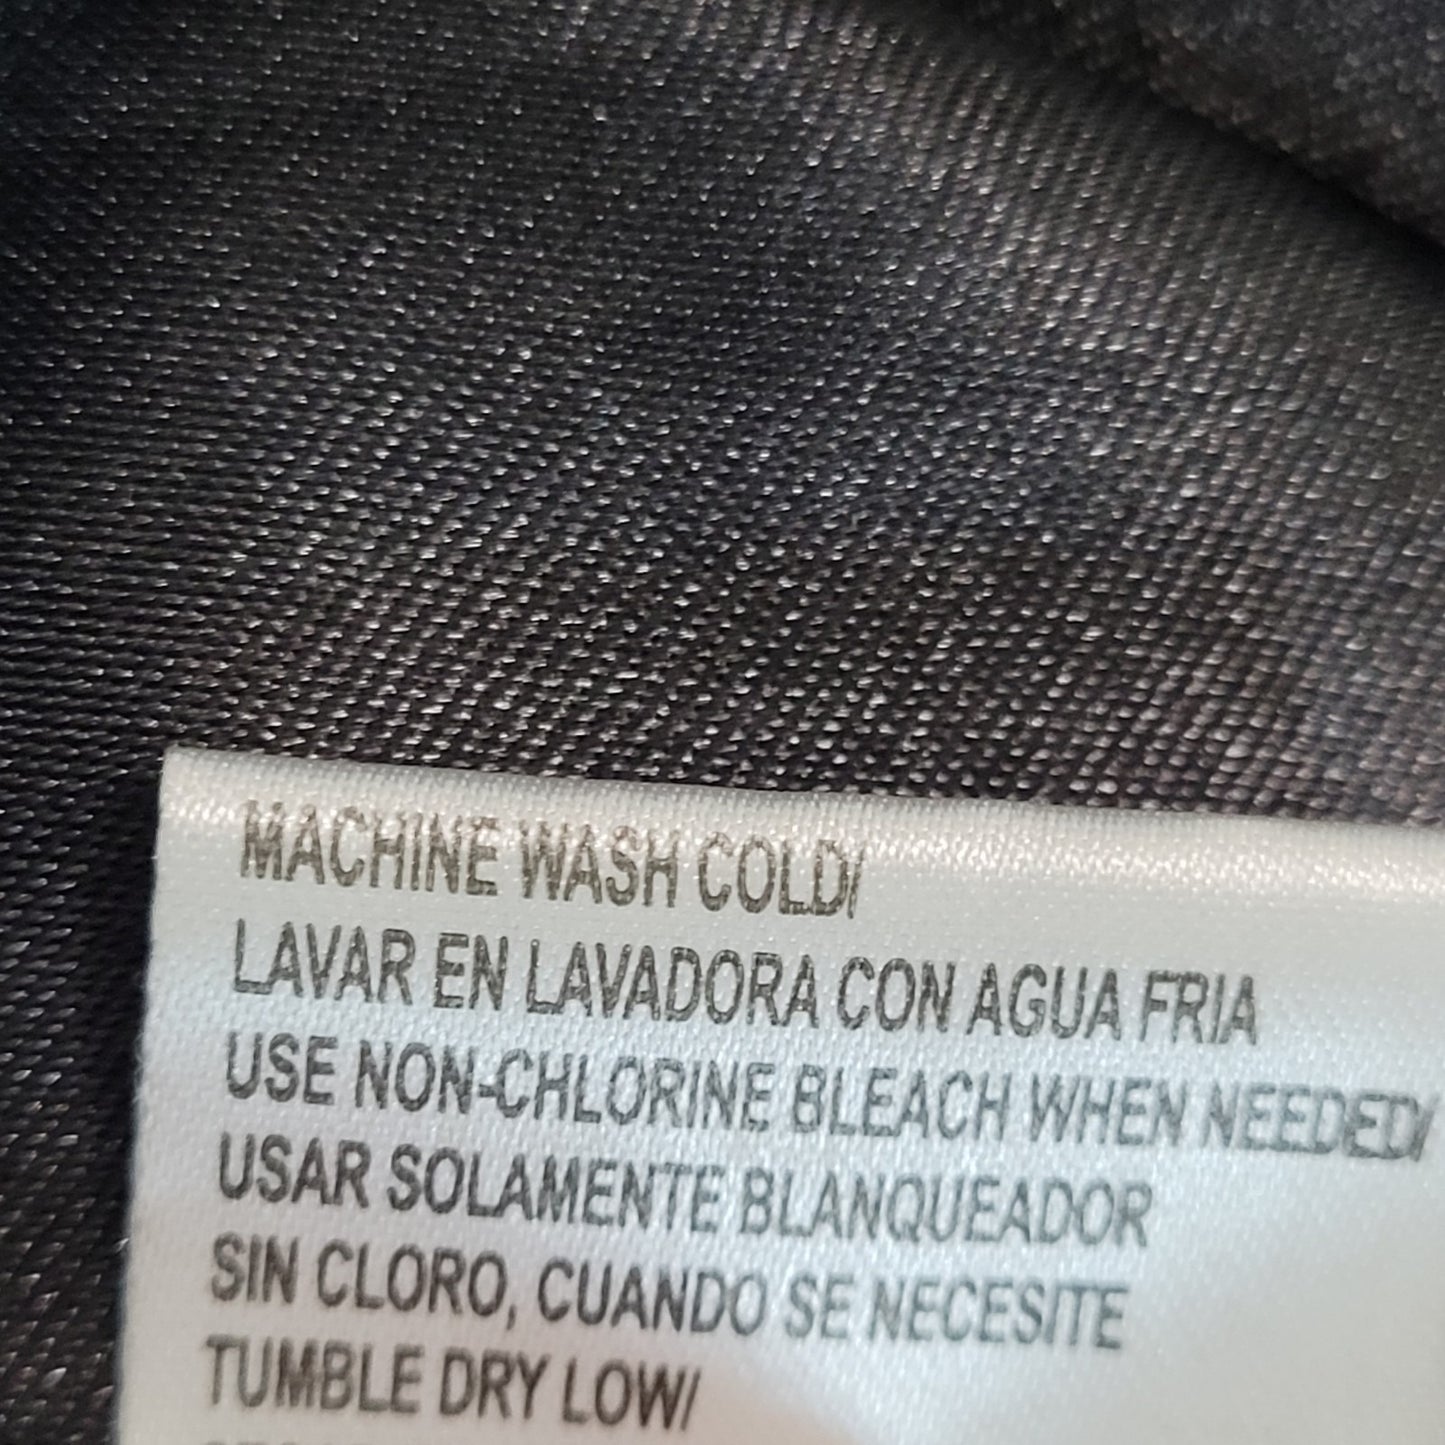 MACHINE WASH COLD/
LAVAR EN LAVADORA CON AGUA FRIA
USE NON-CHLORINE BLEACH WHEN NEEDED/
USAR SOLAMENTE BLANQUEADOR
SIN CLORO, CUANDO SE NECESITE
TUMBLE DRY LOW/